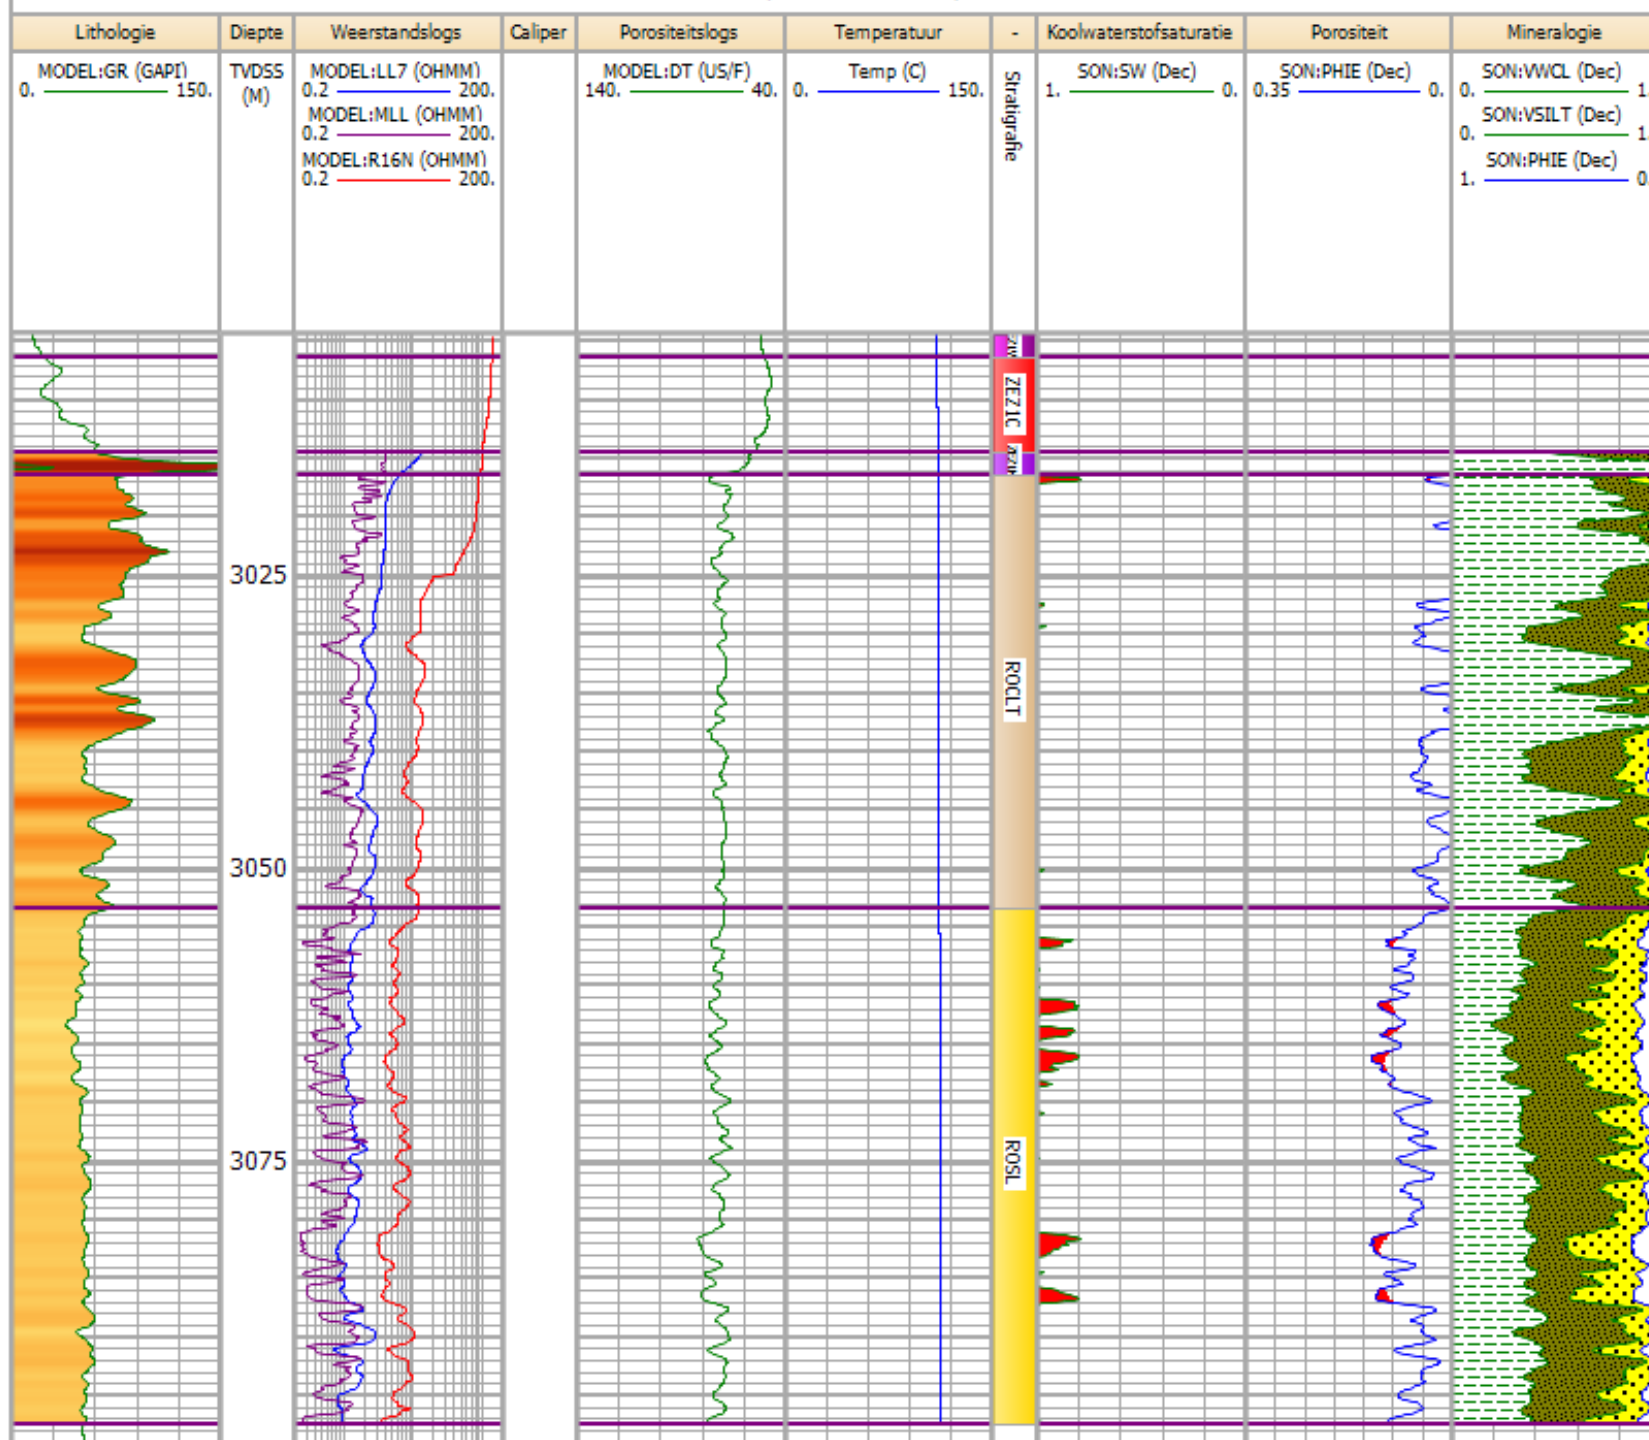 Lithologie
Diepte
Weerstandslogs
Caliper
Porositeitslogs
Temperatuur
-
Koolwaterstofsaturatie
Porositeit
Mineralogie
MODEL:GR (GAPI)
0. 150.
TVDSS
(M)
MODEL:LL7 (OHMM)
0.2 200.
MODEL:MLL (OHMM)
0.2 200.
MODEL:R16N (OHMM)
0.2 200.
MODEL:DT (US/F)
140. 40.
Temp (C)
0. 150.
Stratigrafie
SON:SW (Dec)
1. 0.
SON:PHIE (Dec)
0.35 0.
SON:VWCL (Dec)
0. 1.
SON:VSILT (Dec)
0. 1.
SON:PHIE (Dec)
1. 0.
ZEZ1C
ROCLT
ROSL
3025
3050
3075